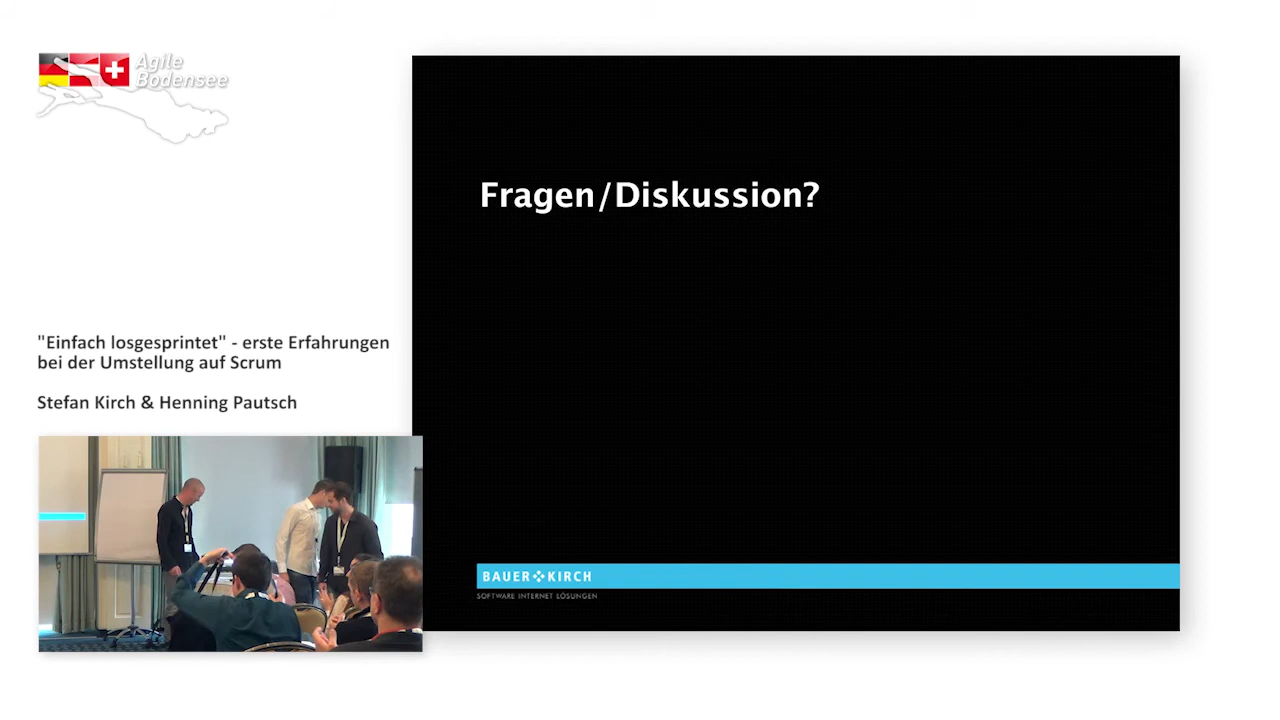 Agile
Bodensee
Fragen/Diskussion?
"Einfach losgesprintet" - erste Erfahrungen
bei der Umstellung auf Scrum
Stefan Kirch & Henning Pautsch
BAUER KIRCH
SOFTWARE INTERNET LÖSUNGEN